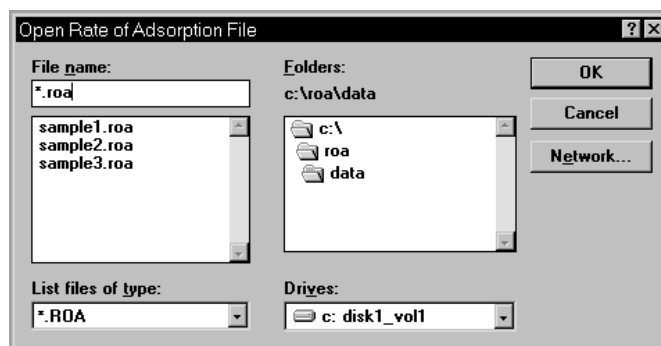 Open Rate of Adsorption File
File name:
*.roa
sample1.roa
sample2.roa
sample3.roa
List files of type:
*.ROA
Folders:
c:\roa\data
c:\
roa
data
Drives:
c: disk1_vol1
OK
Cancel
Network...